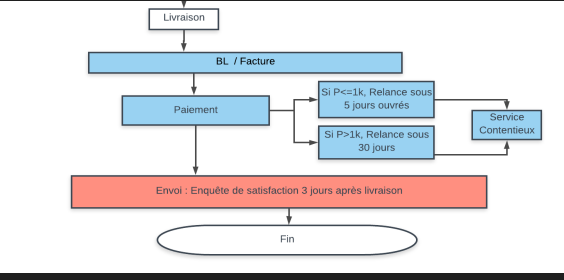 Livraison
BL / Facture
Paiement
Si P<=1k, Relance sous
5 jours ouvrés
Si P>1k, Relance sous
30 jours
Service
Contentieux
Envoi : Enquête de satisfaction 3 jours après livraison
Fin